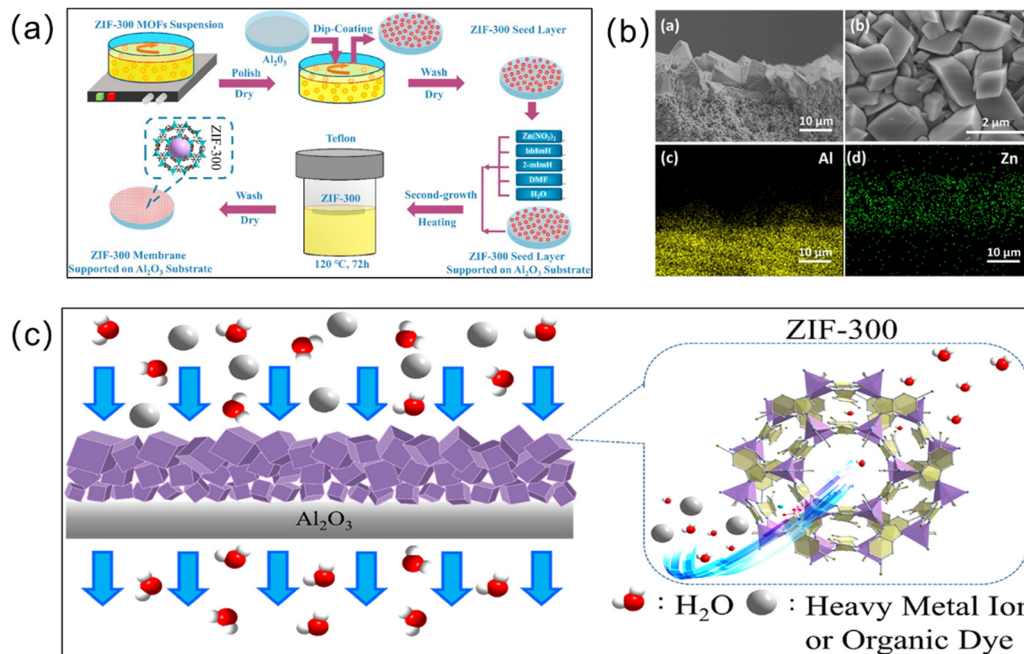 (a)
ZIF-300 MOFs Suspension
Polish
Dry
Al₂O₃
Dip-Coating
ZIF-300 Seed Layer
Wash
Dry
Zn(NO₃)₂
bbImH
2-mImH
DMF
H₂O
Second-growth
Heating
ZIF-300 Seed Layer
Supported on Al₂O₃ Substrate
Teflon
ZIF-300
120 °C, 72h
Wash
Dry
ZIF-300
ZIF-300 Membrane
Supported on Al₂O₃ Substrate
(b)
(a)
10 μm
(b)
2 μm
(c)
Al
10 μm
(d)
Zn
10 μm
(c)
Al₂O₃
ZIF-300
: H₂O
: Heavy Metal Ion
or Organic Dye